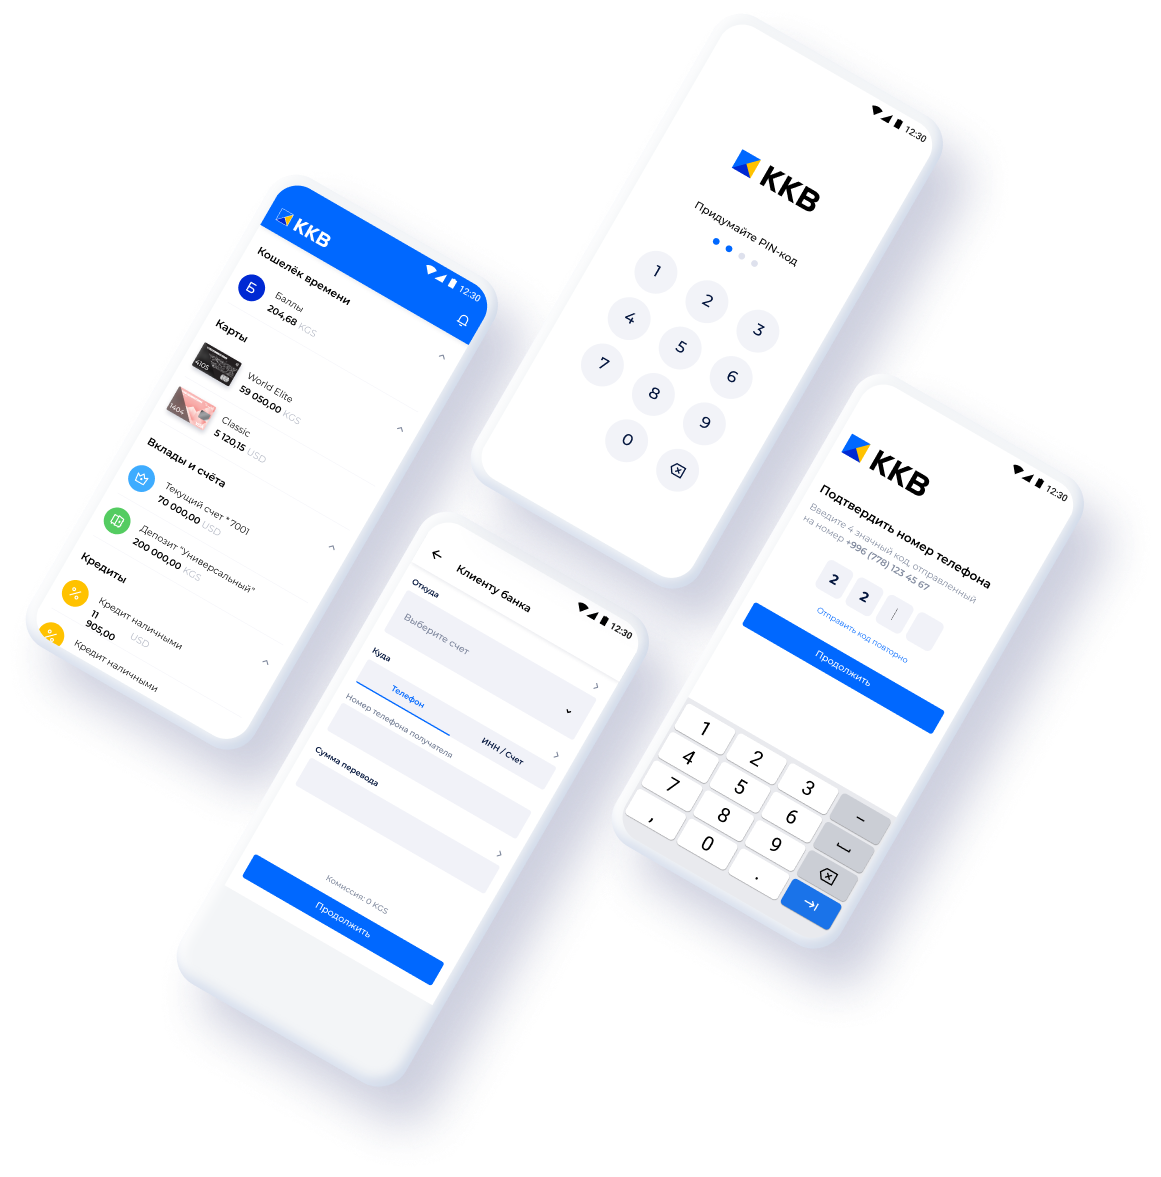 KKB
12:30
Кошелёк времени
Б
Баллы
204,68 KGS
Карты
4105
World Elite
59 050,00 KGS
1404
Classic
5 120,15 USD
Вклады и счёта
Текущий счет * 7001
70 000,00 USD
Депозит "Универсальный"
200 000,00 KGS
Кредиты
%
Кредит наличными
11
905,00 USD
%
Кредит наличными
12:30
KKB
Придумайте PIN-код
1 2 3
4 5 6
7 8 9
0
12:30
Клиенту банка
Откуда
Выберите счет
Куда
Телефон
ИНН / Счет
Номер телефона получателя
Сумма перевода
Комиссия: 0 KGS
Продолжить
12:30
KKB
Подтвердить номер телефона
Введите 4 значный код, отправленный
на номер +996 (778) 123 45 67
2 2
Отправить код повторно
Продолжить
1 2 3 –
4 5 6
7 8 9
, 0 .